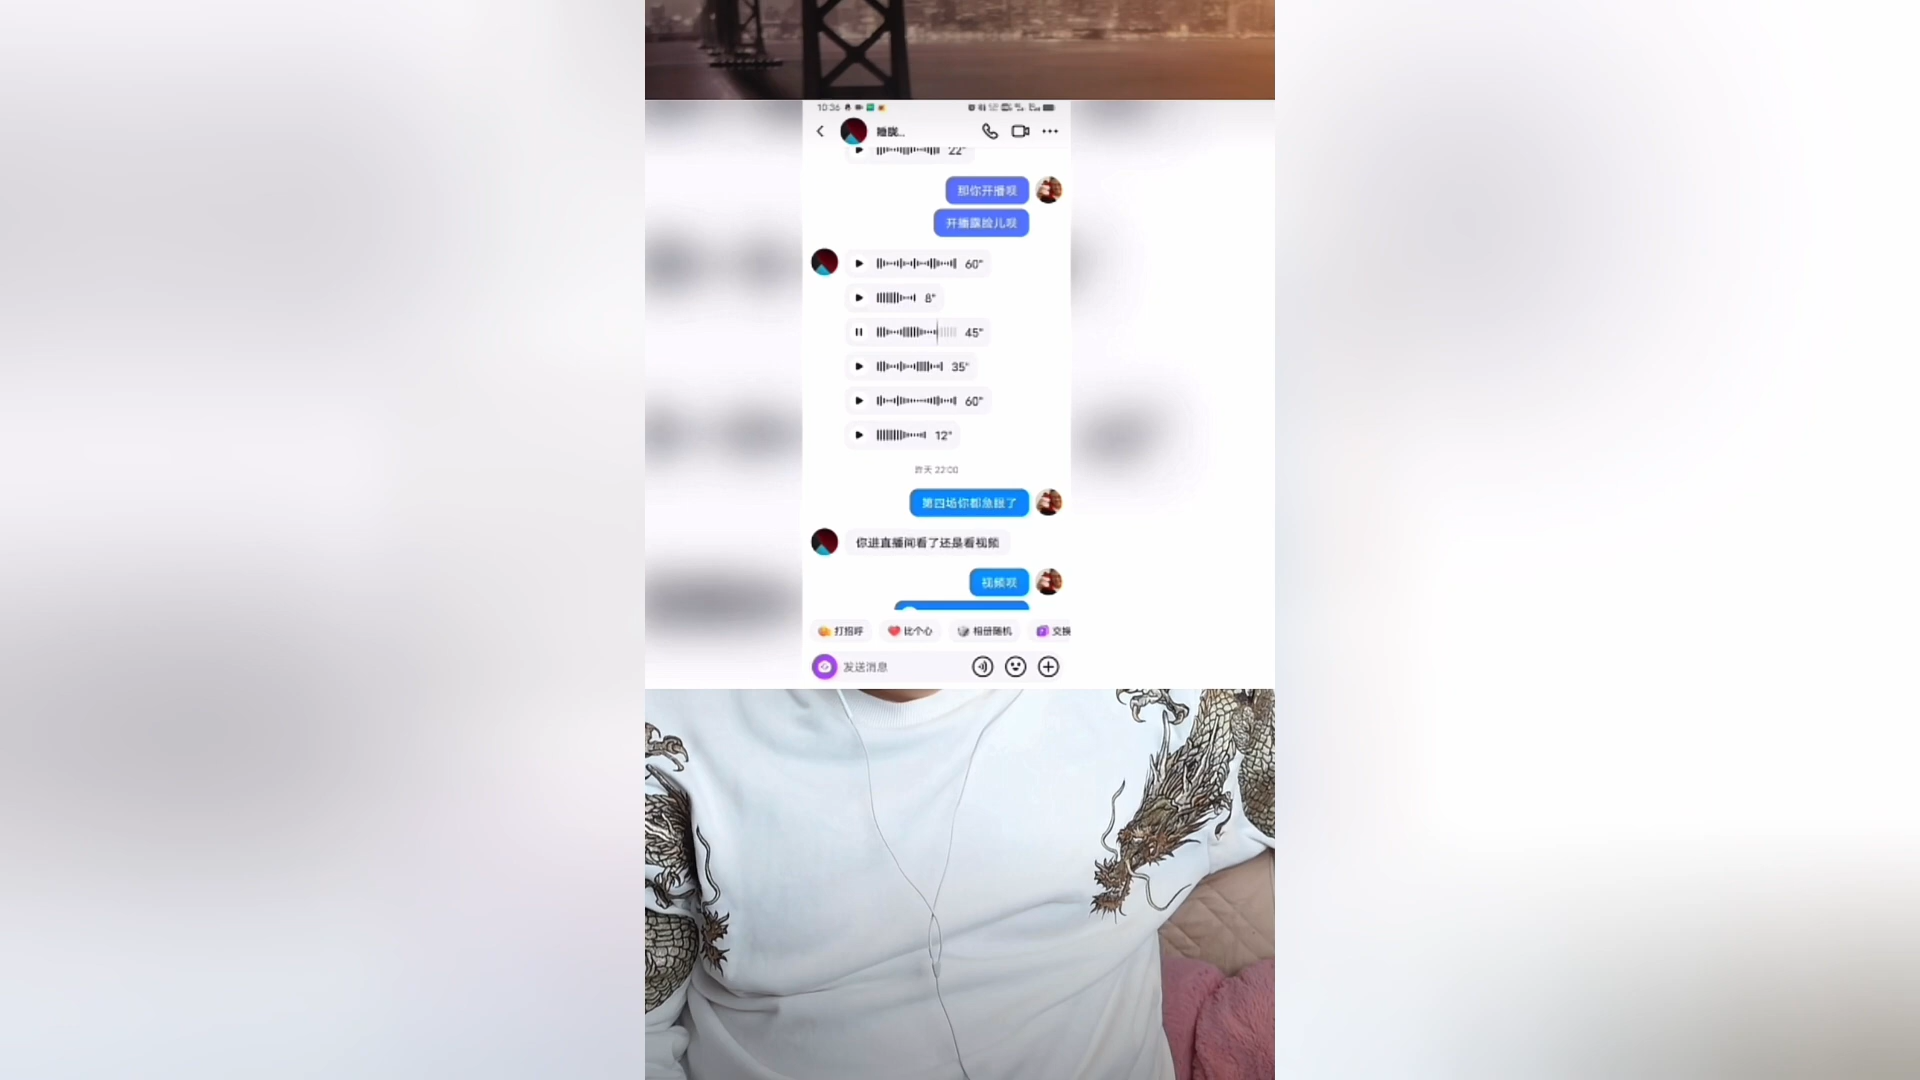 10:36
22"
那你开播呗
开播露脸儿呗
60"
8"
45"
35"
60"
12"
昨天 22:00
第四场你都急眼了
你进直播间看了还是看视频
视频呗
打招呼
比个心
相册随机
交换
发送消息